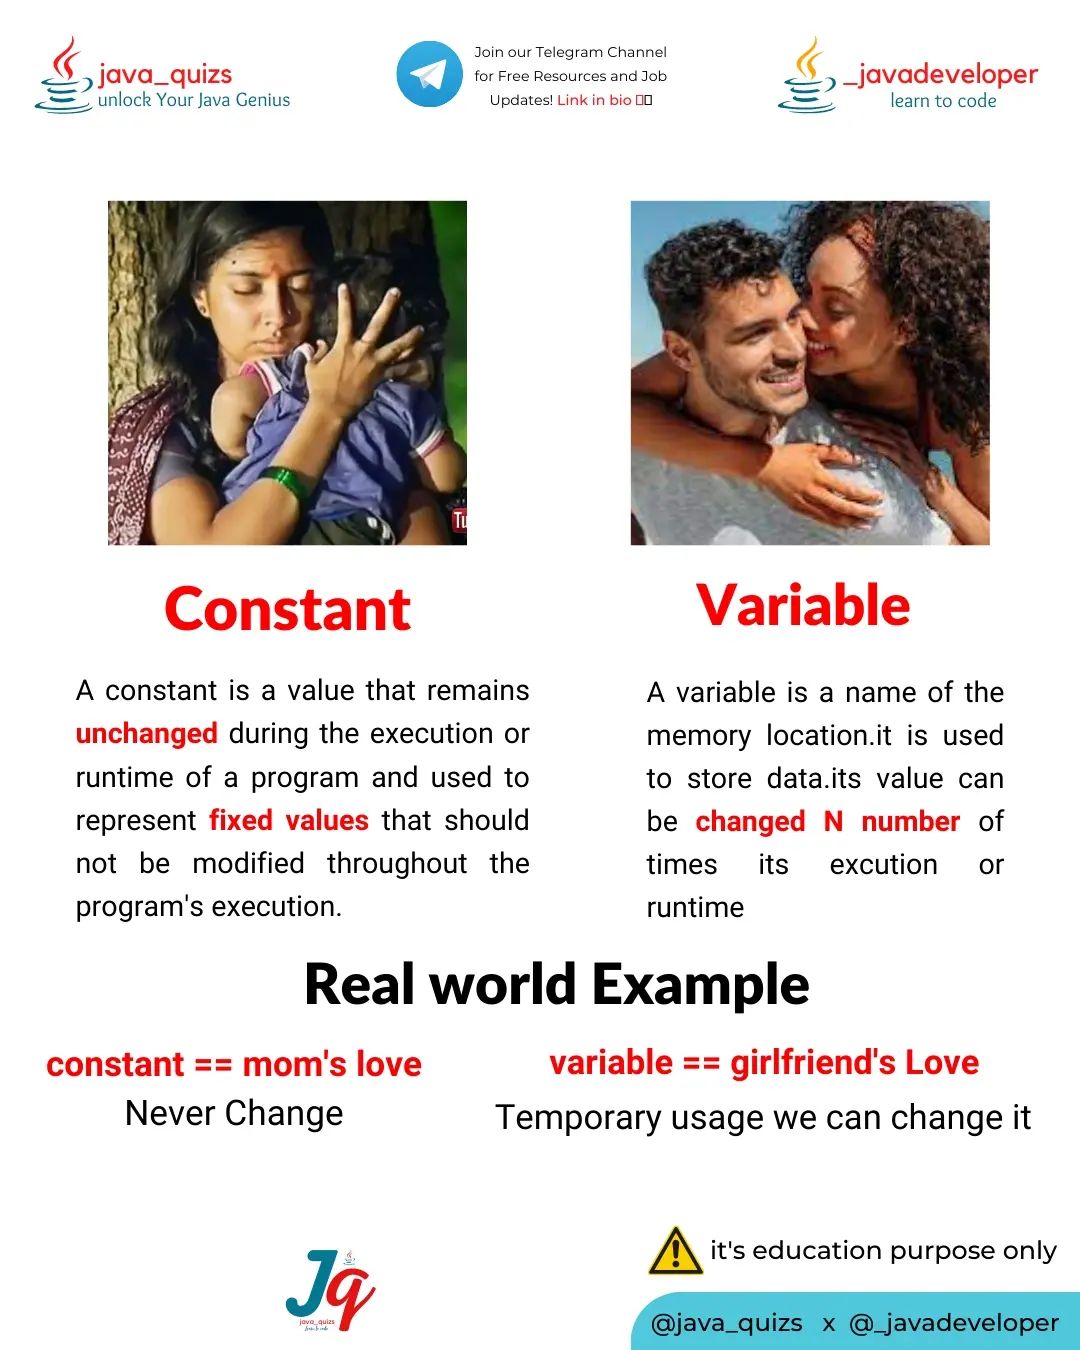 java_quizs
unlock Your Java Genius
Join our Telegram Channel
for Free Resources and Job
Updates! Link in bio
_javadeveloper
learn to code
Constant
A constant is a value that remains
unchanged during the execution or
runtime of a program and used to
represent fixed values that should
not be modified throughout the
program's execution.
Variable
A variable is a name of the
memory location.it is used
to store data.its value can
be changed N number of
times its excution or
runtime
Real world Example
constant == mom's love
Never Change
variable == girlfriend's Love
Temporary usage we can change it
Jq
java_quizs
learn to code
it's education purpose only
@java_quizs x @_javadeveloper